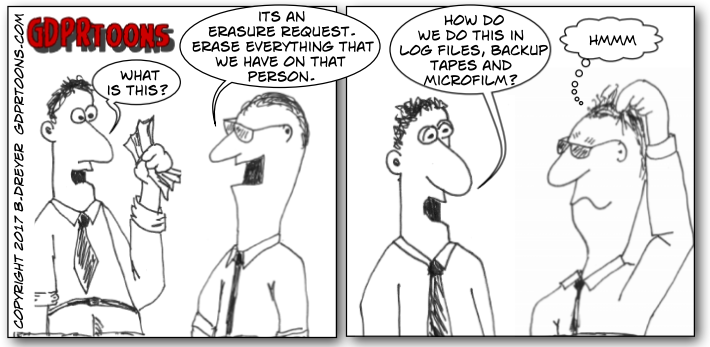 COPYRIGHT 2017 B.DREYER GDPRTOONS.COM
GDPRTOONS
WHAT
IS THIS?
ITS AN
ERASURE REQUEST.
ERASE EVERYTHING THAT
WE HAVE ON THAT
PERSON.
HOW DO
WE DO THIS IN
LOG FILES, BACKUP
TAPES AND
MICROFILM?
HMMM